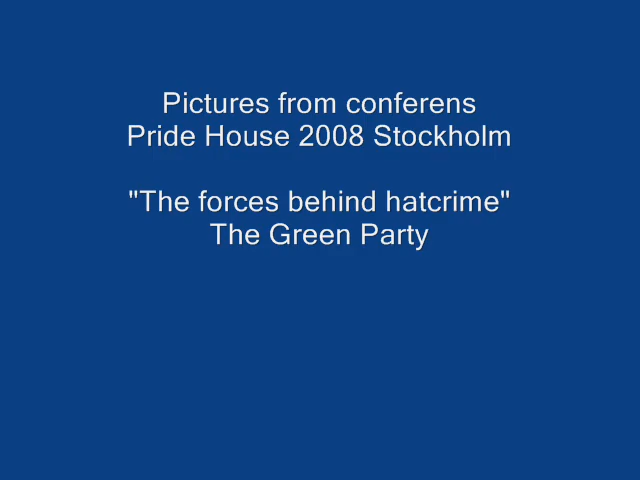 Pictures from conferens
Pride House 2008 Stockholm
"The forces behind hatcrime"
The Green Party